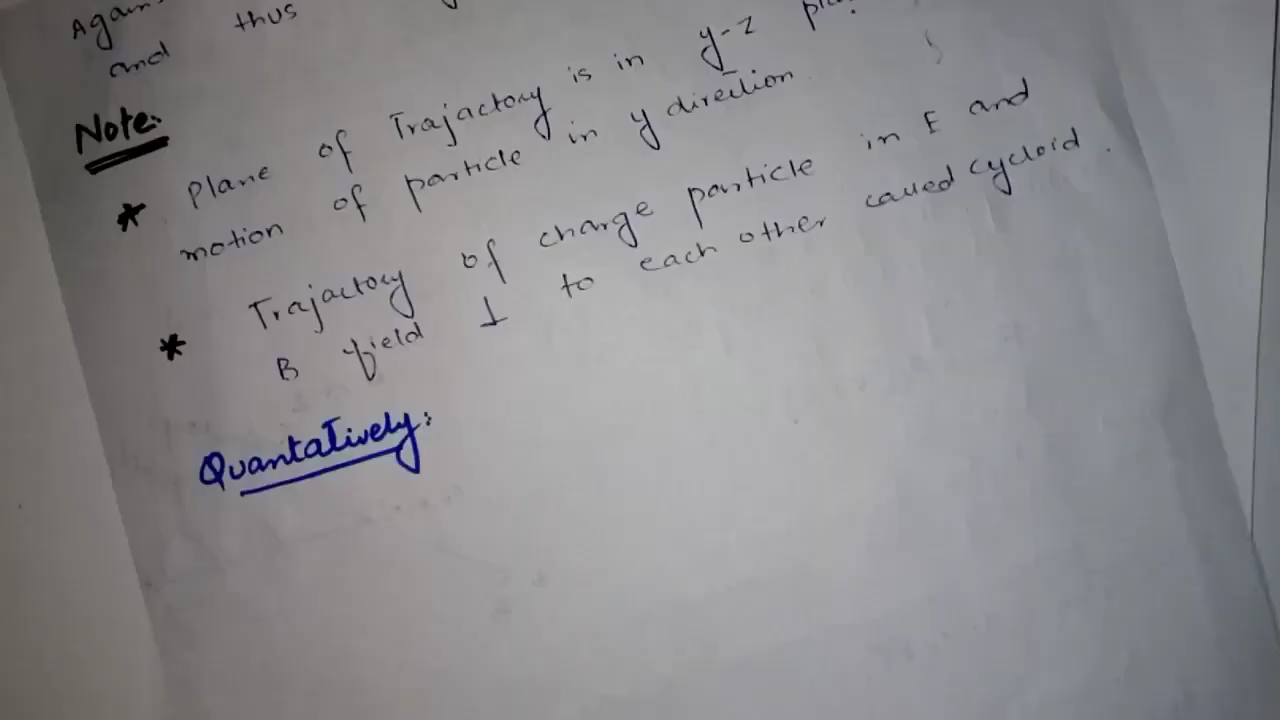 Again
and thus
Note:
* Plane of Trajactory is in y-z
motion of particle in y direction
* Trajactory of charge particle in E and
B field ⊥ to each other called cycloid.
Quantatively: